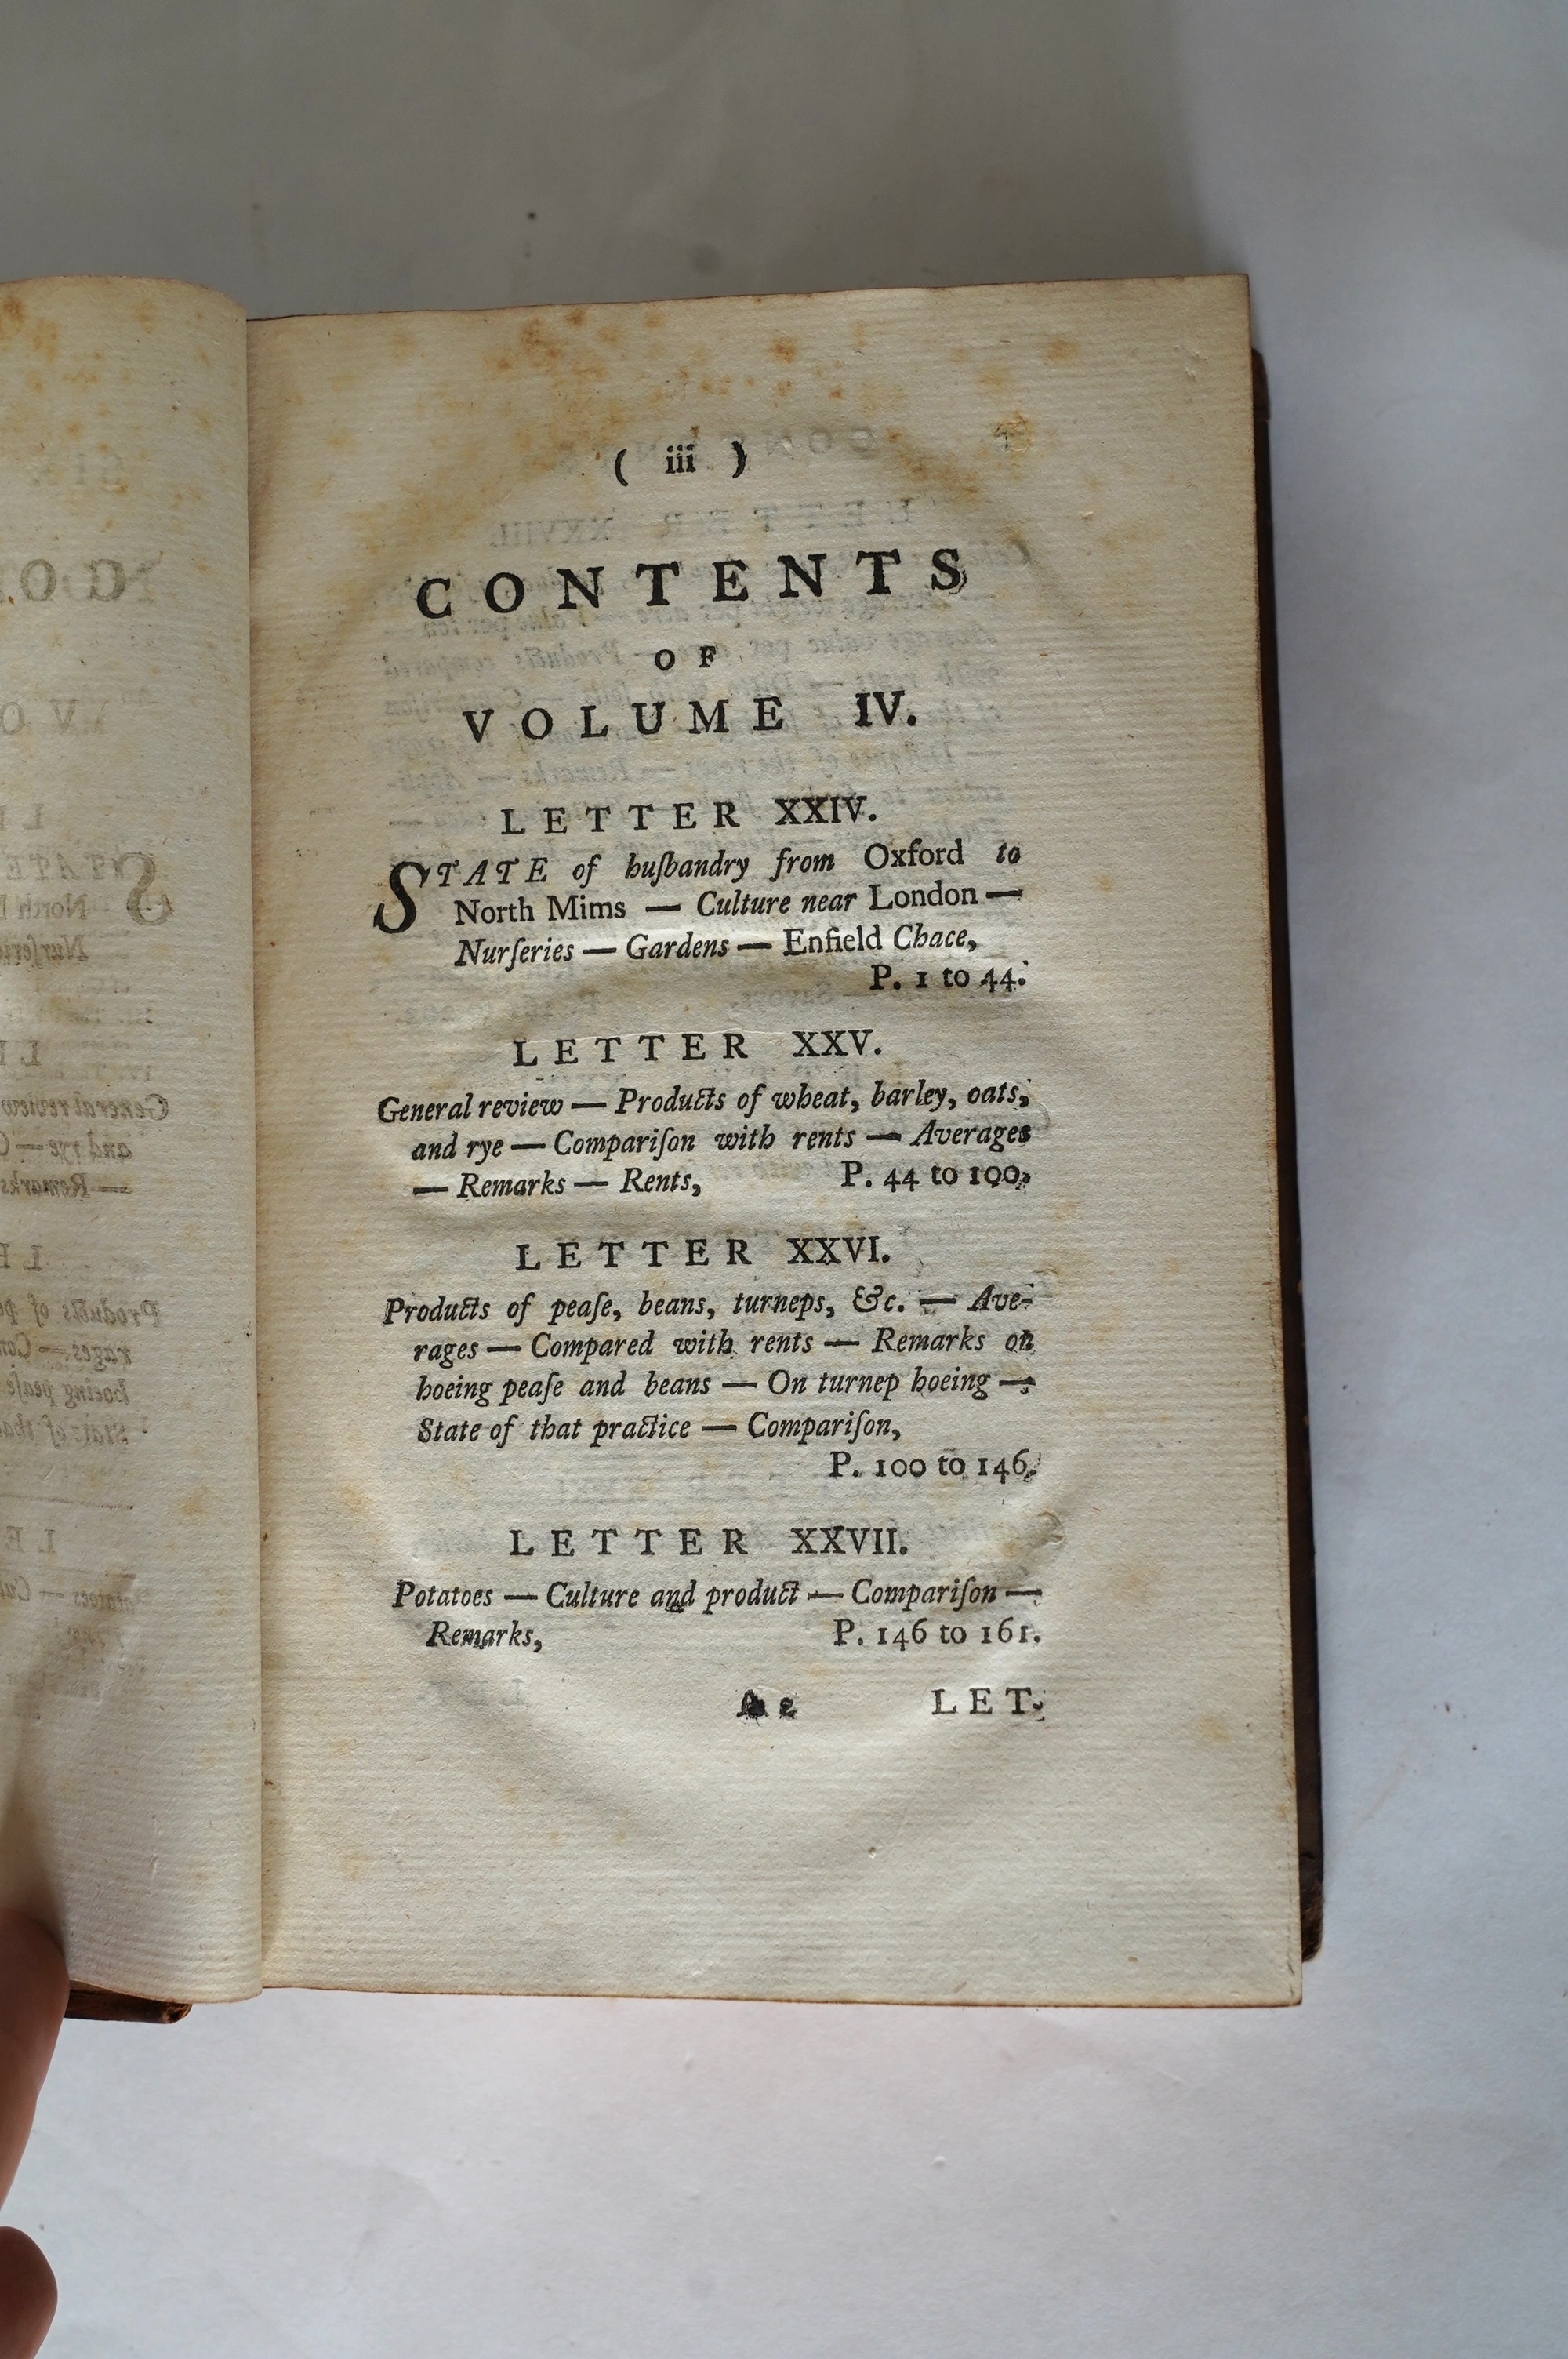 ( iii )
CONTENTS
OF
VOLUME IV.
LETTER XXIV.
STATE of huſbandry from Oxford to
North Mims — Culture near London —
Nurſeries — Gardens — Enfield Chace,
P. 1 to 44.
LETTER XXV.
General review — Products of wheat, barley, oats,
and rye — Compariſon with rents — Averages
— Remarks — Rents, P. 44 to 100.
LETTER XXVI.
Products of peaſe, beans, turneps, &c. — Ave-
rages — Compared with rents — Remarks on
hoeing peaſe and beans — On turnep hoeing —
State of that practice — Compariſon,
P. 100 to 146.
LETTER XXVII.
Potatoes — Culture and product — Compariſon —
Remarks, P. 146 to 161.
A 2 LET-